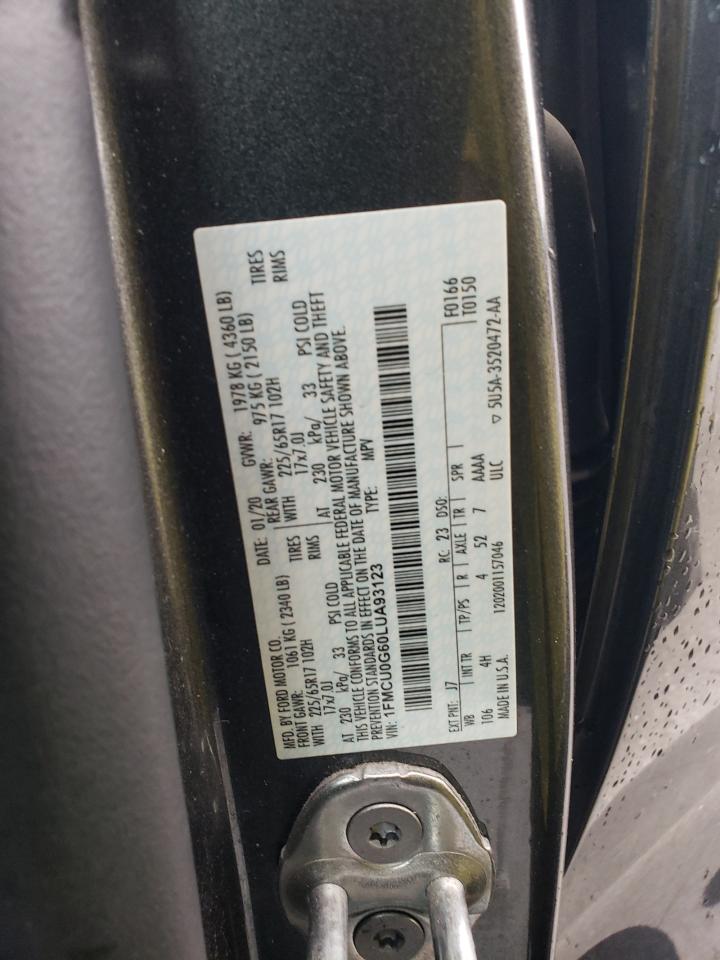 MFD. BY FORD MOTOR CO. DATE: 01/20 GVWR: 1978 KG ( 4360 LB)
FRONT GAWR: 1061 KG ( 2340 LB) REAR GAWR: 975 KG ( 2150 LB)
WITH 225/65R17 102H TIRES WITH 225/65R17 102H TIRES
17x7.0J RIMS 17x7.0J RIMS
AT 230 kPa/ 33 PSI COLD AT 230 kPa/ 33 PSI COLD
THIS VEHICLE CONFORMS TO ALL APPLICABLE FEDERAL MOTOR VEHICLE SAFETY AND THEFT
PREVENTION STANDARDS IN EFFECT ON THE DATE OF MANUFACTURE SHOWN ABOVE.
VIN: 1FMCU0G60LUA93123 TYPE: MPV
F0166
EXT PNT: J7 RC: 23 DSO: T0150
WB INT TR TP/PS R AXLE TR SPR
106 4H 4 52 7 AAAA
MADE IN U.S.A. 1202001157046 ULC ▽ 5U5A-3520472-AA